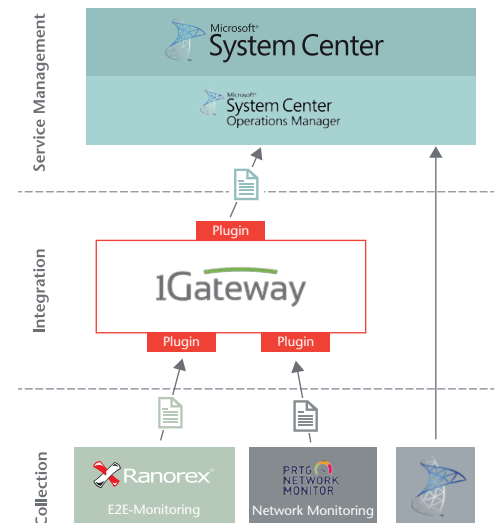 Service Management
Microsoft®
System Center
Microsoft®
System Center
Operations Manager
Integration
Plugin
1Gateway
Plugin
Plugin
Collection
Ranorex®
E2E-Monitoring
PRTG
NETWORK
MONITOR
Network Monitoring